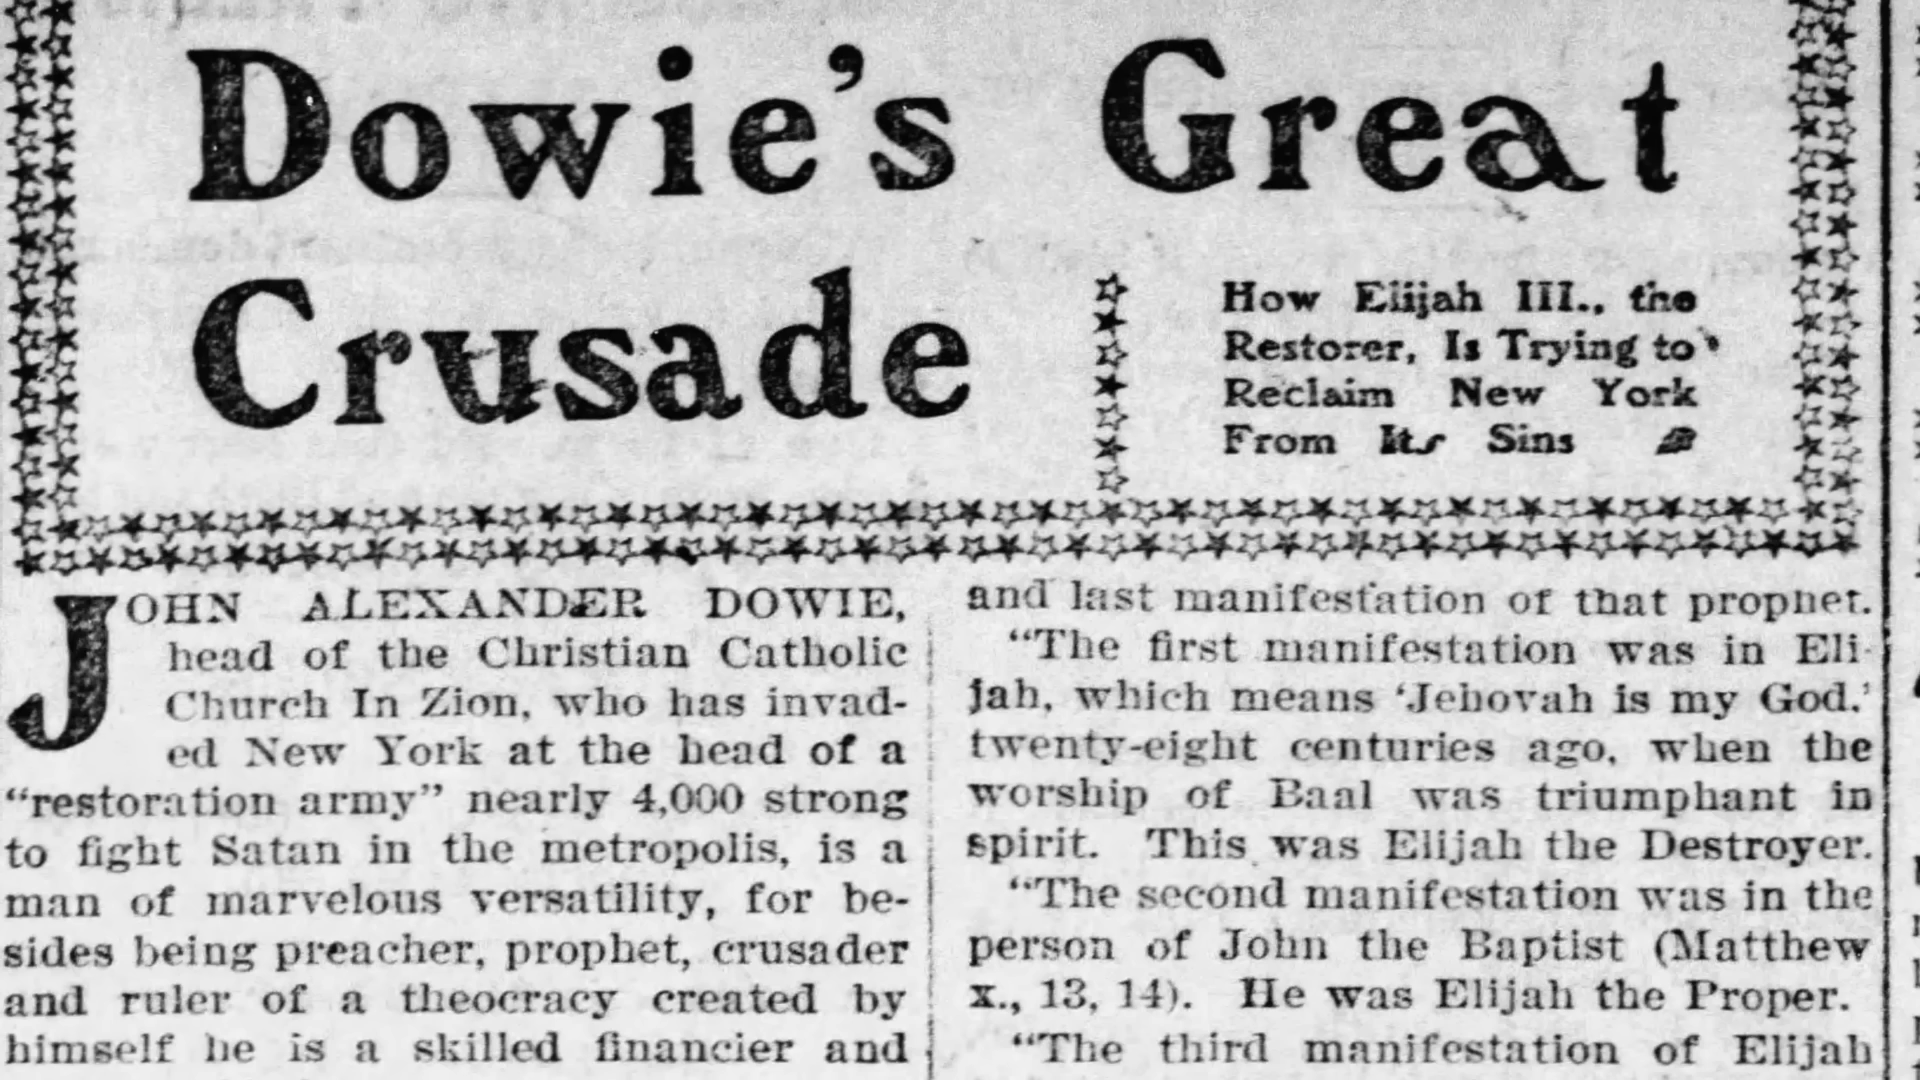 Dowie's Great
Crusade
How Elijah III., the
Restorer, Is Trying to
Reclaim New York
From Its Sins
JOHN ALEXANDER DOWIE,
head of the Christian Catholic
Church In Zion, who has invad-
ed New York at the head of a
“restoration army” nearly 4,000 strong
to fight Satan in the metropolis, is a
man of marvelous versatility, for be-
sides being preacher, prophet, crusader
and ruler of a theocracy created by
himself he is a skilled financier and
and last manifestation of that prophet.
“The first manifestation was in Eli-
jah, which means ‘Jehovah is my God.’
twenty-eight centuries ago, when the
worship of Baal was triumphant in
spirit. This was Elijah the Destroyer.
“The second manifestation was in the
person of John the Baptist (Matthew
x., 13, 14). He was Elijah the Proper.
“The third manifestation of Elijah